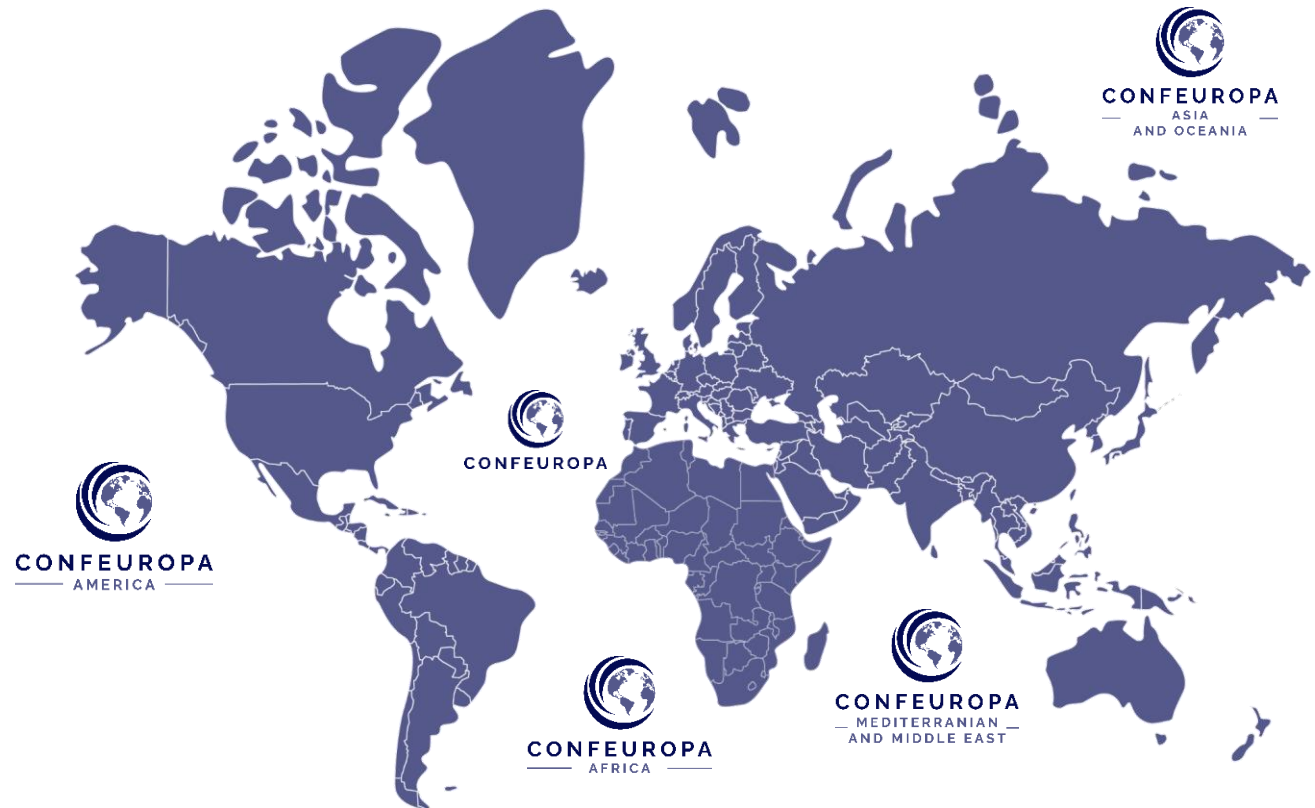 CONFEUROPA
ASIA
AND OCEANIA
CONFEUROPA
CONFEUROPA
AMERICA
CONFEUROPA
MEDITERRANIAN
AND MIDDLE EAST
CONFEUROPA
AFRICA